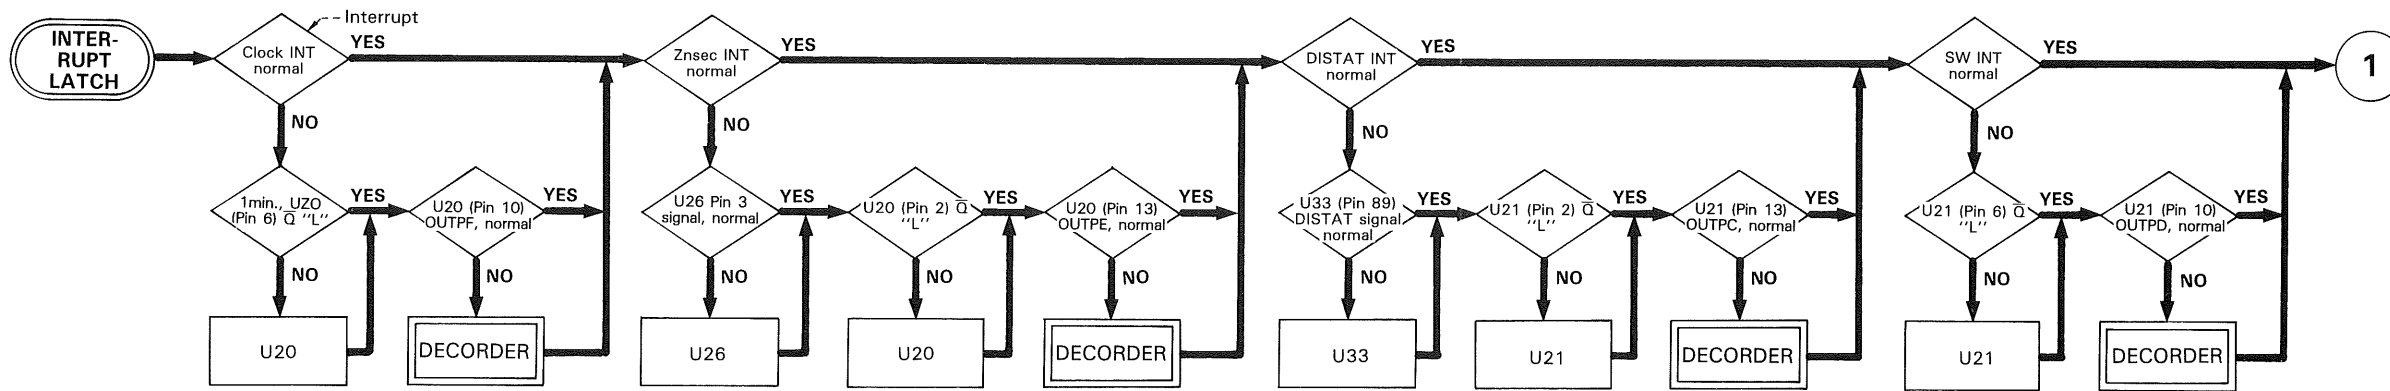 INTER-
RUPT
LATCH
Interrupt
Clock INT
normal
YES
NO
1min., UZO
(Pin 6) Q̅ "L"
YES
NO
U20
U20 (Pin 10)
OUTPF, normal
YES
NO
DECORDER
Znsec INT
normal
YES
NO
U26 Pin 3
signal, normal
YES
NO
U26
U20 (Pin 2) Q̅
"L"
YES
NO
U20
U20 (Pin 13)
OUTPE, normal
YES
NO
DECORDER
DISTAT INT
normal
YES
NO
U33 (Pin 89)
DISTAT signal
normal
YES
NO
U33
U21 (Pin 2) Q̅
"L"
YES
NO
U21
U21 (Pin 13)
OUTPC, normal
YES
NO
DECORDER
SW INT
normal
YES
NO
U21 (Pin 6) Q̅
"L"
YES
NO
U21
U21 (Pin 10)
OUTPD, normal
YES
NO
DECORDER
1